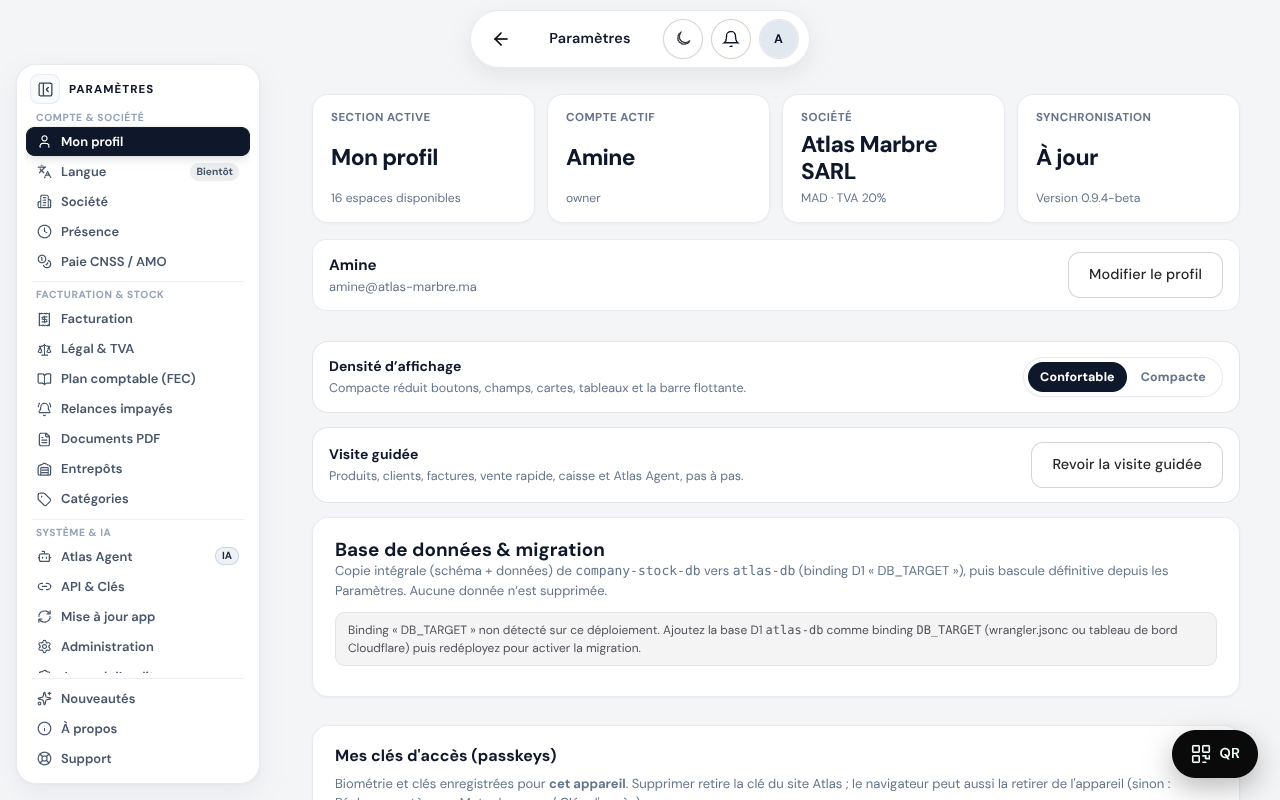 Paramètres
A
PARAMÈTRES
COMPTE & SOCIÉTÉ
Mon profil
Langue
Bientôt
Société
Présence
Paie CNSS / AMO
FACTURATION & STOCK
Facturation
Légal & TVA
Plan comptable (FEC)
Relances impayés
Documents PDF
Entrepôts
Catégories
SYSTÈME & IA
Atlas Agent
IA
API & Clés
Mise à jour app
Administration
Nouveautés
À propos
Support
SECTION ACTIVE
Mon profil
16 espaces disponibles
COMPTE ACTIF
Amine
owner
SOCIÉTÉ
Atlas Marbre
SARL
MAD · TVA 20%
SYNCHRONISATION
À jour
Version 0.9.4-beta
Amine
amine@atlas-marbre.ma
Modifier le profil
Densité d’affichage
Compacte réduit boutons, champs, cartes, tableaux et la barre flottante.
Confortable
Compacte
Visite guidée
Produits, clients, factures, vente rapide, caisse et Atlas Agent, pas à pas.
Revoir la visite guidée
Base de données & migration
Copie intégrale (schéma + données) de company-stock-db vers atlas-db (binding D1 « DB_TARGET »), puis bascule définitive depuis les
Paramètres. Aucune donnée n’est supprimée.
Binding « DB_TARGET » non détecté sur ce déploiement. Ajoutez la base D1 atlas-db comme binding DB_TARGET (wrangler.jsonc ou tableau de bord
Cloudflare) puis redéployez pour activer la migration.
Mes clés d'accès (passkeys)
Biométrie et clés enregistrées pour cet appareil. Supprimer retire la clé du site Atlas ; le navigateur peut aussi la retirer de l'appareil (sinon :
QR